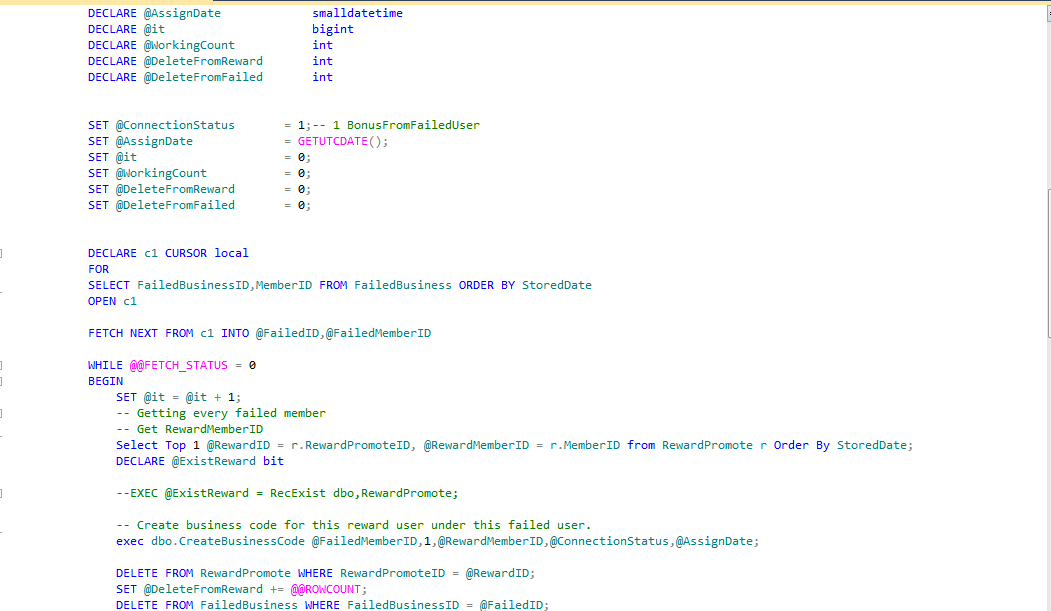 DECLARE @AssignDate smalldatetime
DECLARE @it bigint
DECLARE @WorkingCount int
DECLARE @DeleteFromReward int
DECLARE @DeleteFromFailed int
SET @ConnectionStatus = 1;-- 1 BonusFromFailedUser
SET @AssignDate = GETUTCDATE();
SET @it = 0;
SET @WorkingCount = 0;
SET @DeleteFromReward = 0;
SET @DeleteFromFailed = 0;
DECLARE c1 CURSOR local
FOR
SELECT FailedBusinessID,MemberID FROM FailedBusiness ORDER BY StoredDate
OPEN c1
FETCH NEXT FROM c1 INTO @FailedID,@FailedMemberID
WHILE @@FETCH_STATUS = 0
BEGIN
SET @it = @it + 1;
-- Getting every failed member
-- Get RewardMemberID
Select Top 1 @RewardID = r.RewardPromoteID, @RewardMemberID = r.MemberID from RewardPromote r Order By StoredDate;
DECLARE @ExistReward bit
--EXEC @ExistReward = RecExist dbo,RewardPromote;
-- Create business code for this reward user under this failed user.
exec dbo.CreateBusinessCode @FailedMemberID,1,@RewardMemberID,@ConnectionStatus,@AssignDate;
DELETE FROM RewardPromote WHERE RewardPromoteID = @RewardID;
SET @DeleteFromReward += @@ROWCOUNT;
DELETE FROM FailedBusiness WHERE FailedBusinessID = @FailedID;